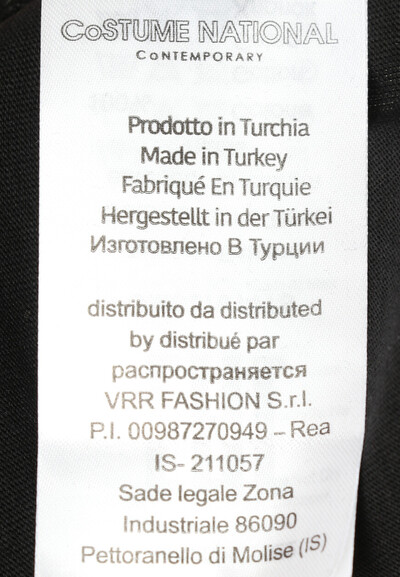 CoSTUME NATIONAL
CoNTEMPORARY
Prodotto in Turchia
Made in Turkey
Fabriqué En Turquie
Hergestellt in der Türkei
Изготовлено В Турции
distribuito da distributed
by distribué par
распространяется
VRR FASHION S.r.l.
P.I. 00987270949 – Rea
IS- 211057
Sade legale Zona
Industriale 86090
Pettoranello di Molise (IS)